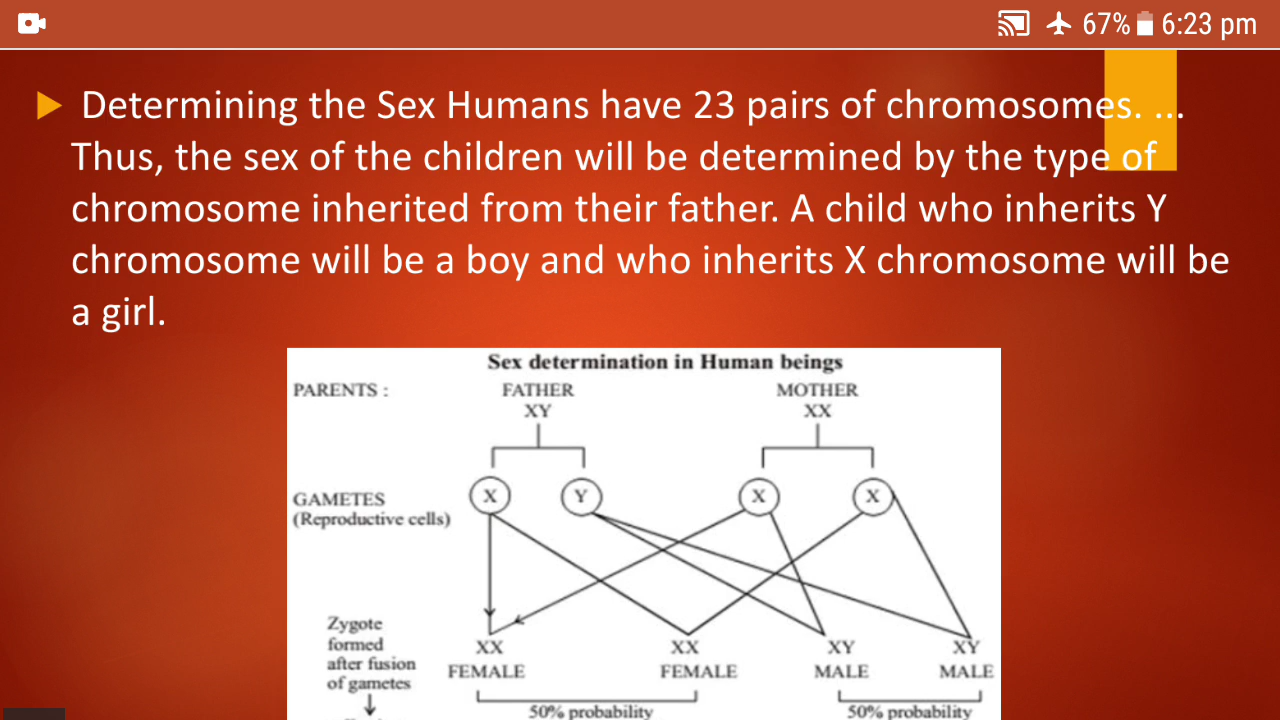 67% 6:23 pm
Determining the Sex Humans have 23 pairs of chromosomes. ...
Thus, the sex of the children will be determined by the type of
chromosome inherited from their father. A child who inherits Y
chromosome will be a boy and who inherits X chromosome will be
a girl.
Sex determination in Human beings
PARENTS : FATHER MOTHER
XY XX
GAMETES X Y X X
(Reproductive cells)
Zygote
formed
after fusion
of gametes
XX XX XY XY
FEMALE FEMALE MALE MALE
50% probability 50% probability